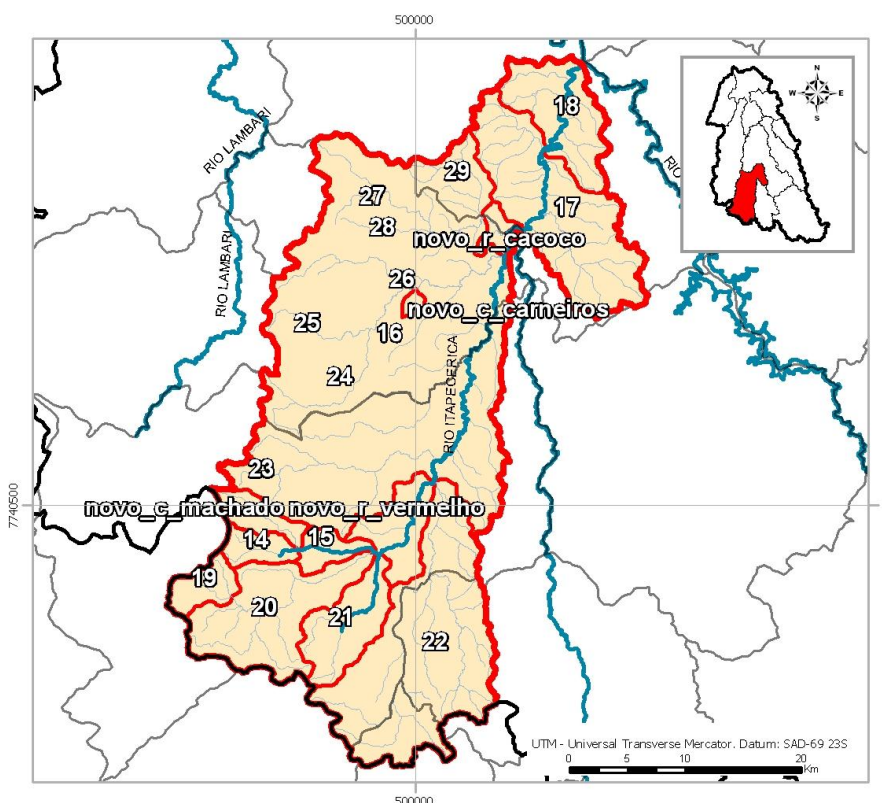 500000
N
W
E
S
18
RIO LAMBARI
29
RIO
27
17
28
novo_r_cacoco
RIO LAMBARI
26
novo_c_carneiros
25
16
RIO ITAPECERICA
24
23
7740500
novo_c_machado
novo_r_vermelho
14
15
19
20
21
22
UTM - Universal Transverse Mercator. Datum: SAD-69 23S
0 5 10 20
Km
500000